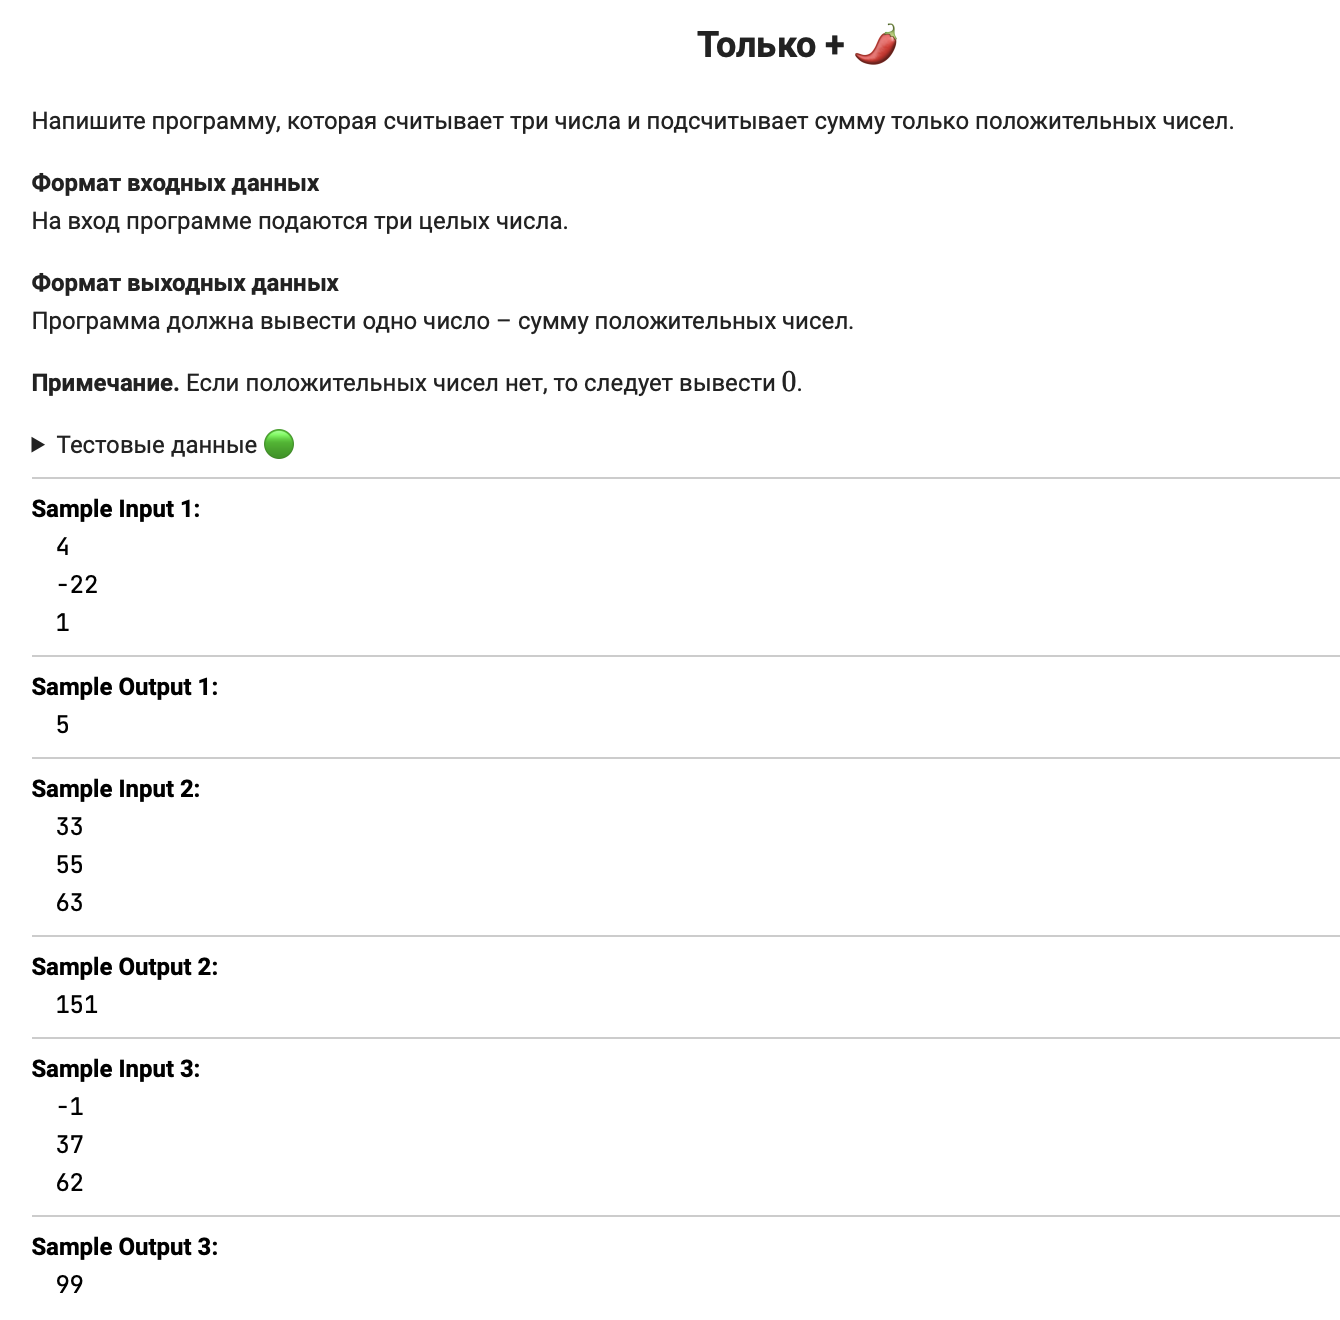 Только + 🌶️
Напишите программу, которая считывает три числа и подсчитывает сумму только положительных чисел.
Формат входных данных
На вход программе подаются три целых числа.
Формат выходных данных
Программа должна вывести одно число – сумму положительных чисел.
Примечание. Если положительных чисел нет, то следует вывести 0.
Тестовые данные 🟢
Sample Input 1:
4
-22
1
Sample Output 1:
5
Sample Input 2:
33
55
63
Sample Output 2:
151
Sample Input 3:
-1
37
62
Sample Output 3:
99